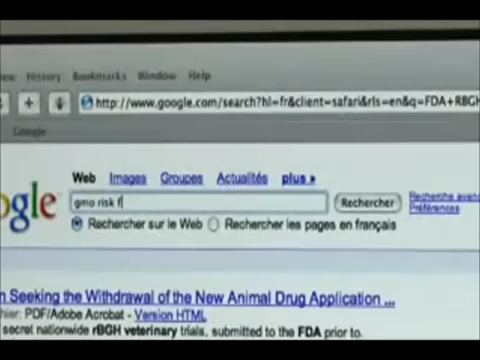 History Bookmarks Window Help
http://www.google.com/search?hl=fr&client=safari&rls=en&q=FDA+RBGH
Google
Web Images Groupes Actualités plus »
gmo risk f
Rechercher
Recherche
Préférences
Rechercher sur le Web Rechercher les pages en français
Seeking the Withdrawal of the New Animal Drug Application ...
PDF/Adobe Acrobat - Version HTML
secret nationwide rBGH veterinary trials, submitted to the FDA prior to.